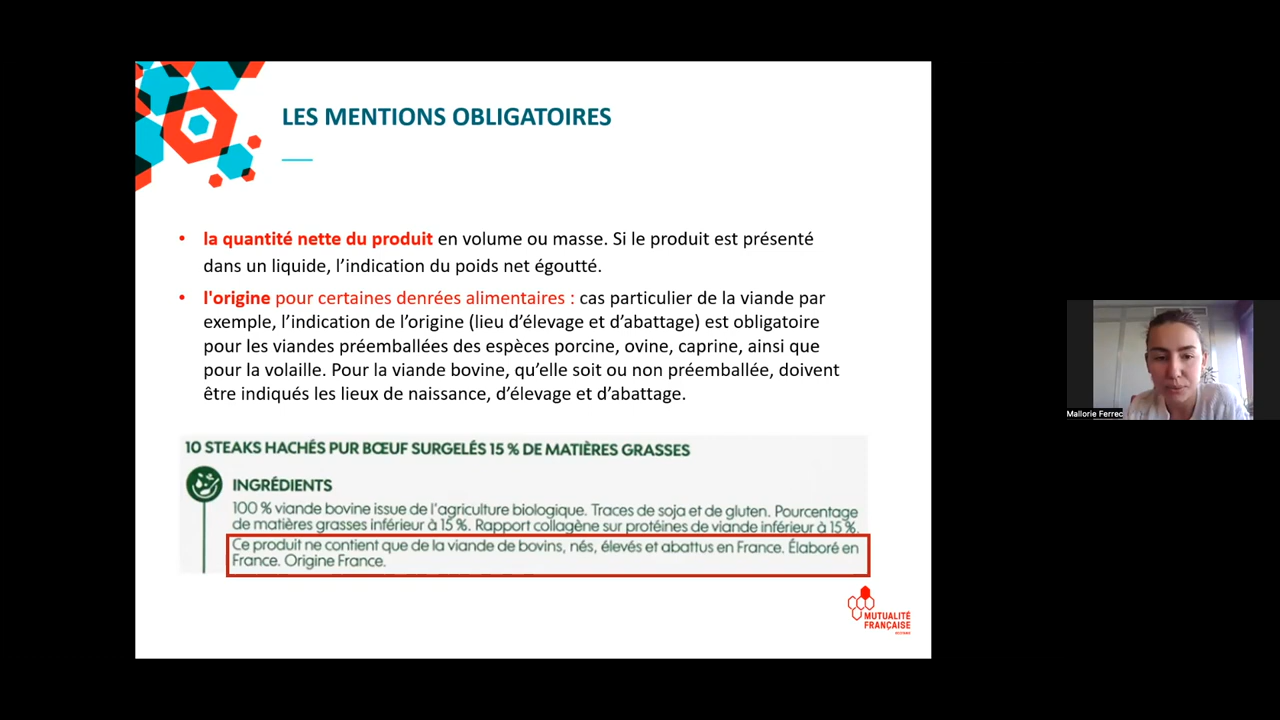 LES MENTIONS OBLIGATOIRES
• la quantité nette du produit en volume ou masse. Si le produit est présenté
dans un liquide, l’indication du poids net égoutté.
• l'origine pour certaines denrées alimentaires : cas particulier de la viande par
exemple, l’indication de l’origine (lieu d’élevage et d’abattage) est obligatoire
pour les viandes préemballées des espèces porcine, ovine, caprine, ainsi que
pour la volaille. Pour la viande bovine, qu’elle soit ou non préemballée, doivent
être indiqués les lieux de naissance, d’élevage et d’abattage.
10 STEAKS HACHÉS PUR BŒUF SURGELÉS 15 % DE MATIÈRES GRASSES
INGRÉDIENTS
100 % viande bovine issue de l'agriculture biologique. Traces de soja et de gluten. Pourcentage
de matières grasses inférieur à 15 %. Rapport collagène sur protéines de viande inférieur à 15 %.
Ce produit ne contient que de la viande de bovins, nés, élevés et abattus en France. Élaboré en
France. Origine France.
MUTUALITÉ
FRANÇAISE
Mallorie Ferrec